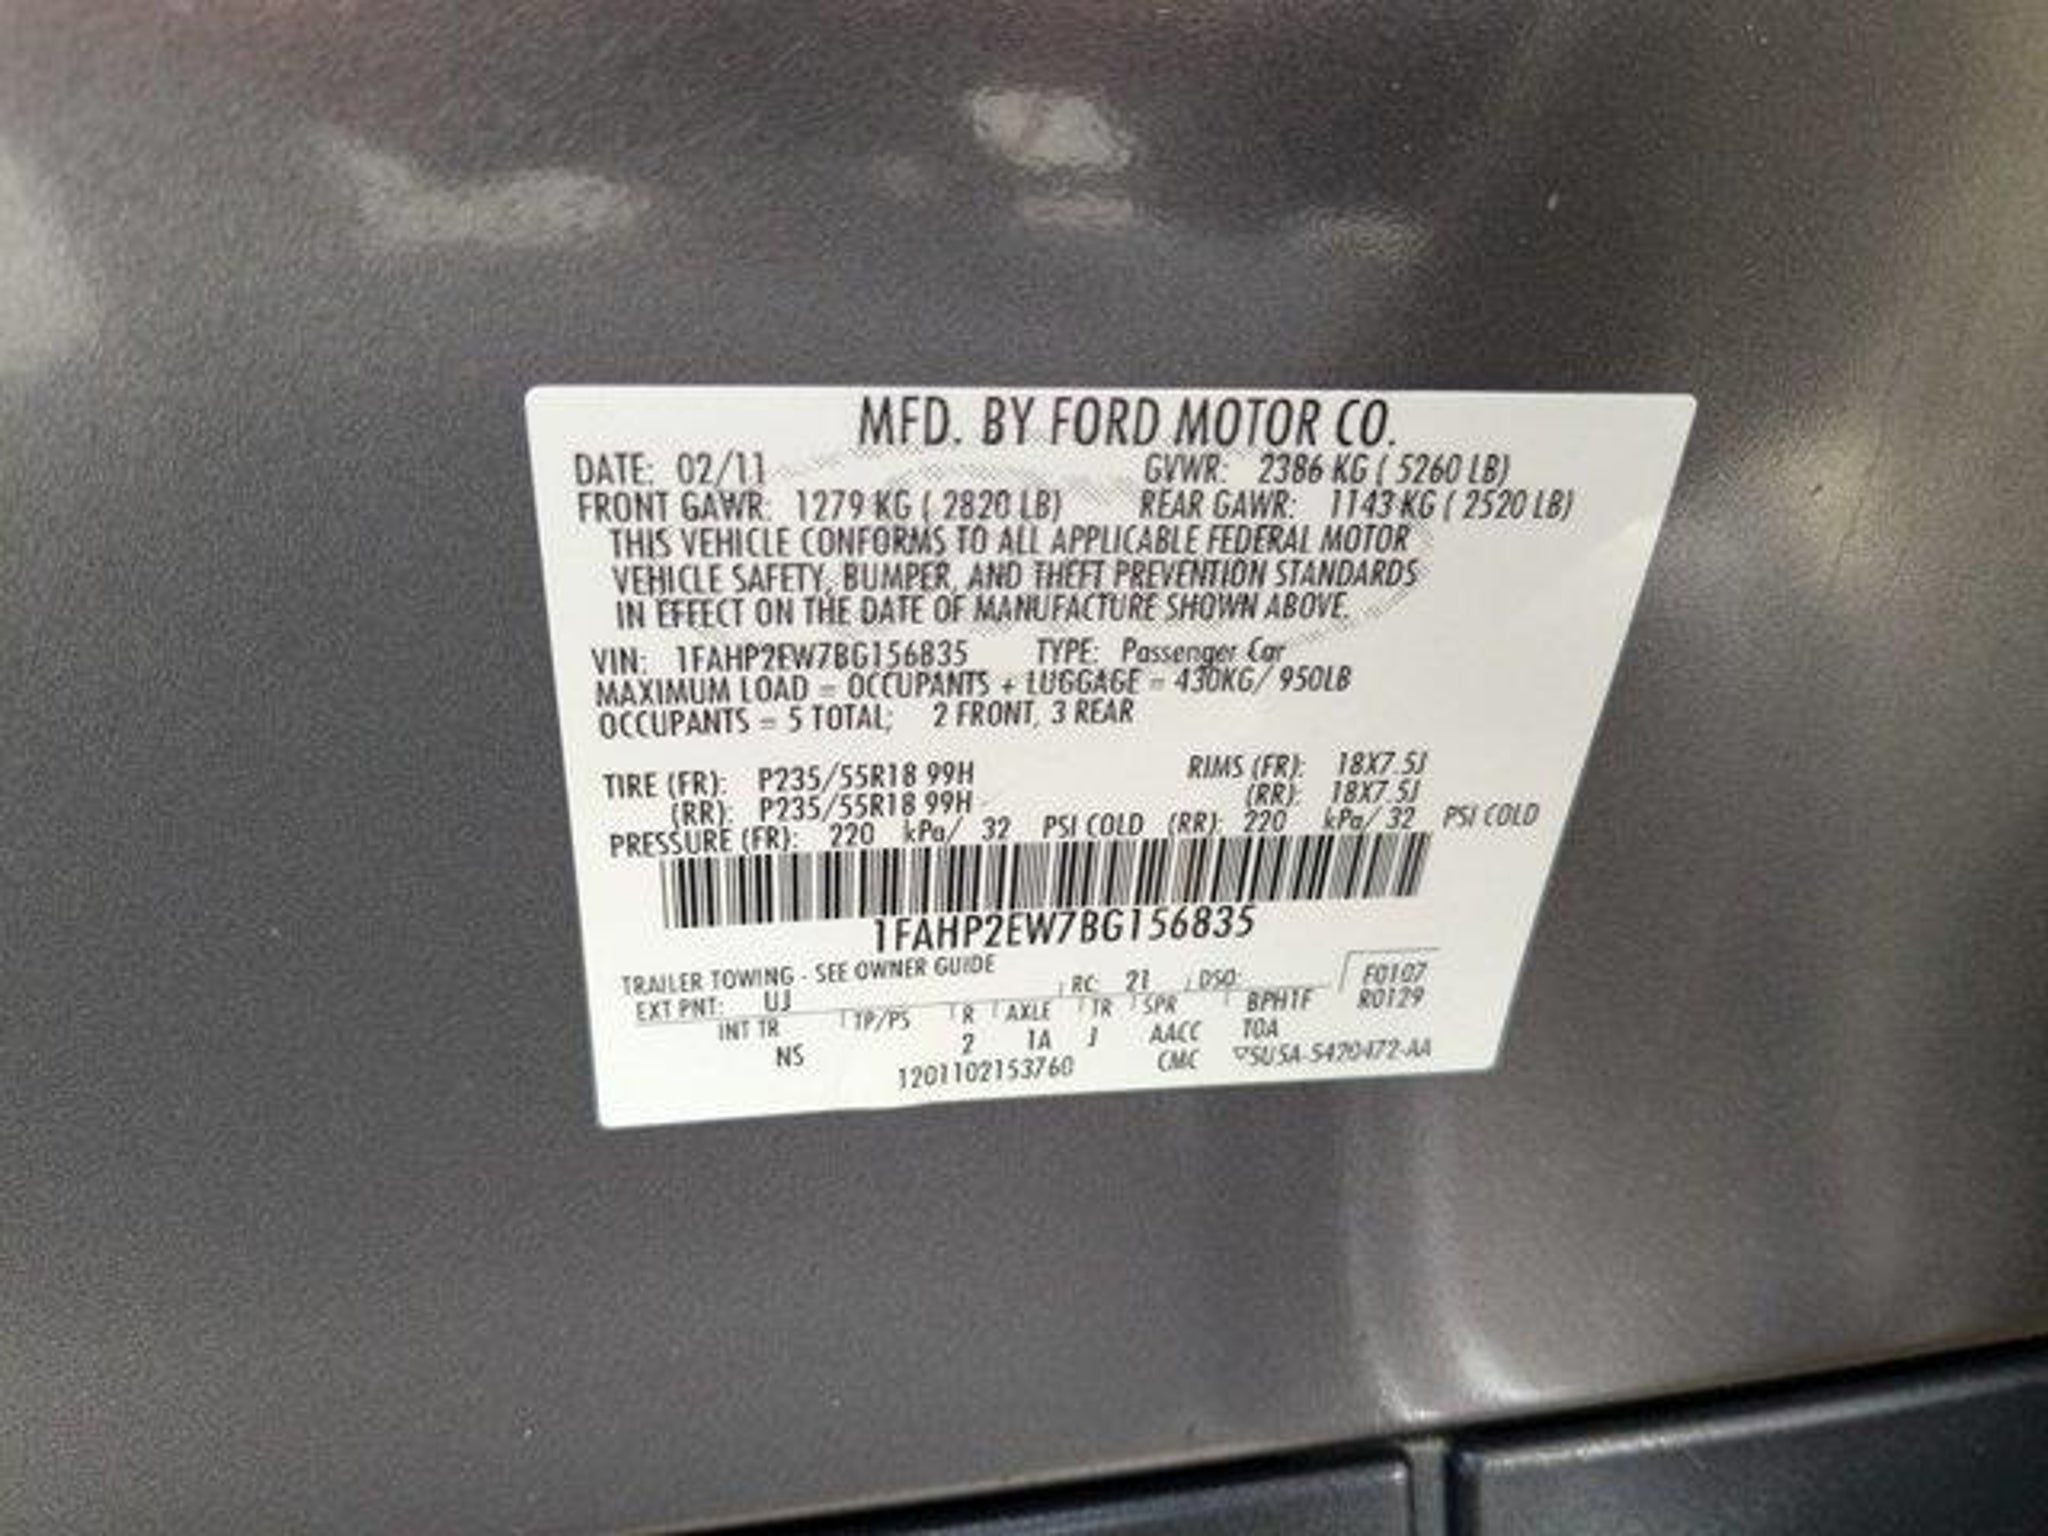 MFD. BY FORD MOTOR CO.
DATE: 02/11 GVWR: 2386 KG ( 5260 LB)
FRONT GAWR: 1279 KG ( 2820 LB) REAR GAWR: 1143 KG ( 2520 LB)
THIS VEHICLE CONFORMS TO ALL APPLICABLE FEDERAL MOTOR
VEHICLE SAFETY, BUMPER, AND THEFT PREVENTION STANDARDS
IN EFFECT ON THE DATE OF MANUFACTURE SHOWN ABOVE.
VIN: 1FAHP2EW7BG156835 TYPE: Passenger Car
MAXIMUM LOAD = OCCUPANTS + LUGGAGE = 430KG/ 950LB
OCCUPANTS = 5 TOTAL; 2 FRONT, 3 REAR
TIRE (FR): P235/55R18 99H RIMS (FR): 18X7.5J
(RR): P235/55R18 99H (RR): 18X7.5J
PRESSURE (FR): 220 kPa/ 32 PSI COLD (RR): 220 kPa/ 32 PSI COLD
1FAHP2EW7BG156835
TRAILER TOWING - SEE OWNER GUIDE
EXT PNT: UJ RC: 21 DSO: F0107
INT TR TP/PS R AXLE TR SPR BPHTF R0129
NS 2 1A J AACC TOA
1201102153760 CMC ▽5U5A-5420472-AA